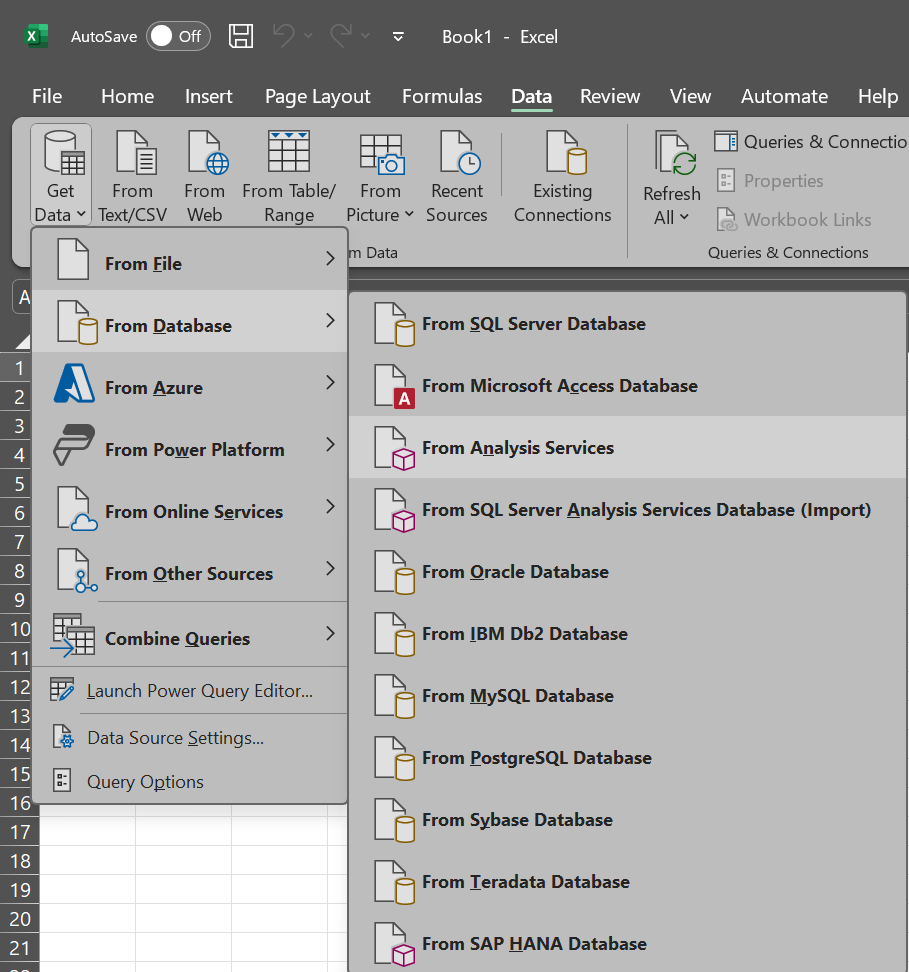 AutoSave Off Book1 - Excel
File Home Insert Page Layout Formulas Data Review View Automate Help
Get Data
From Text/CSV
From Web
From Table/ Range
From Picture
Recent Sources
Existing Connections
Refresh All
Queries & Connectio
Properties
Workbook Links
m Data
Queries & Connections
A
From File
From Database
From Azure
From Power Platform
From Online Services
From Other Sources
Combine Queries
Launch Power Query Editor...
Data Source Settings...
Query Options
From SQL Server Database
From Microsoft Access Database
From Analysis Services
From SQL Server Analysis Services Database (Import)
From Oracle Database
From IBM Db2 Database
From MySQL Database
From PostgreSQL Database
From Sybase Database
From Teradata Database
From SAP HANA Database
1
2
3
4
5
6
7
8
9
10
11
12
13
14
15
16
17
18
19
20
21